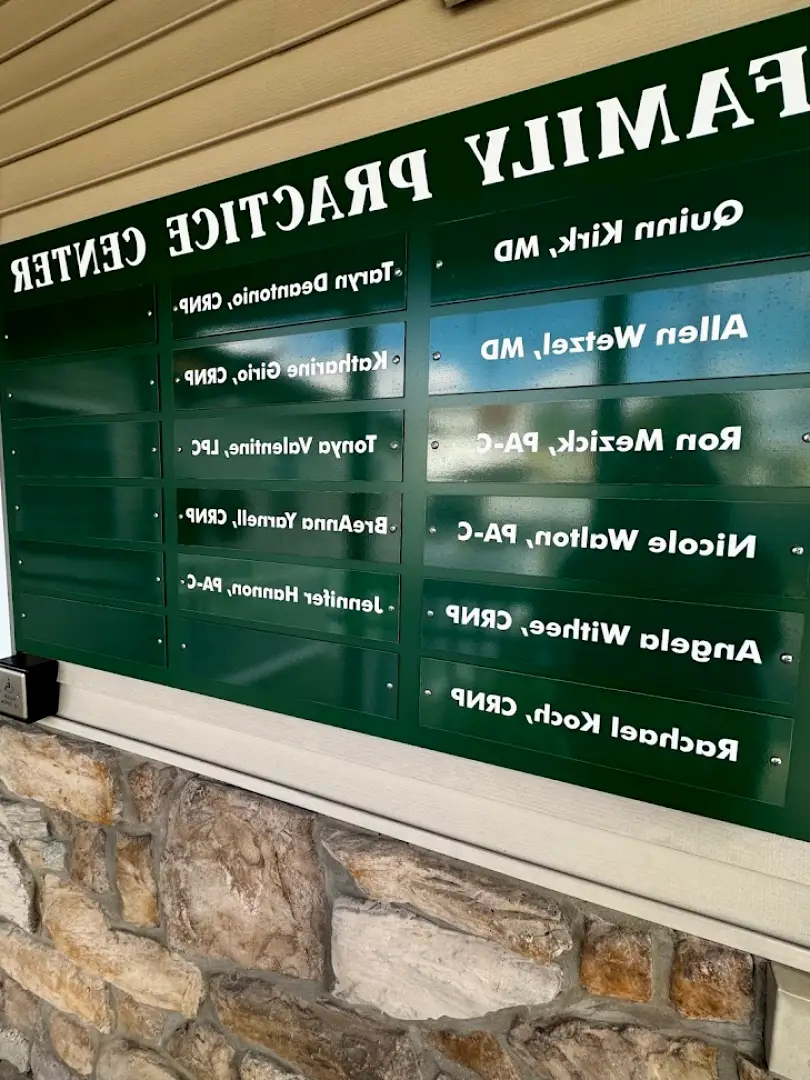 FAMILY PRACTICE CENTER
Quinn Kirk, MD
Allen Wetzel, MD
Ron Mezick, PA-C
Nicole Walton, PA-C
Angela Withee, CRNP
Rachael Koch, CRNP
Taryn Deantonio, CRNP
Katharine Girio, CRNP
Tonya Valentine, LPC
BreAnna Yarnell, CRNP
Jennifer Hannon, PA-C